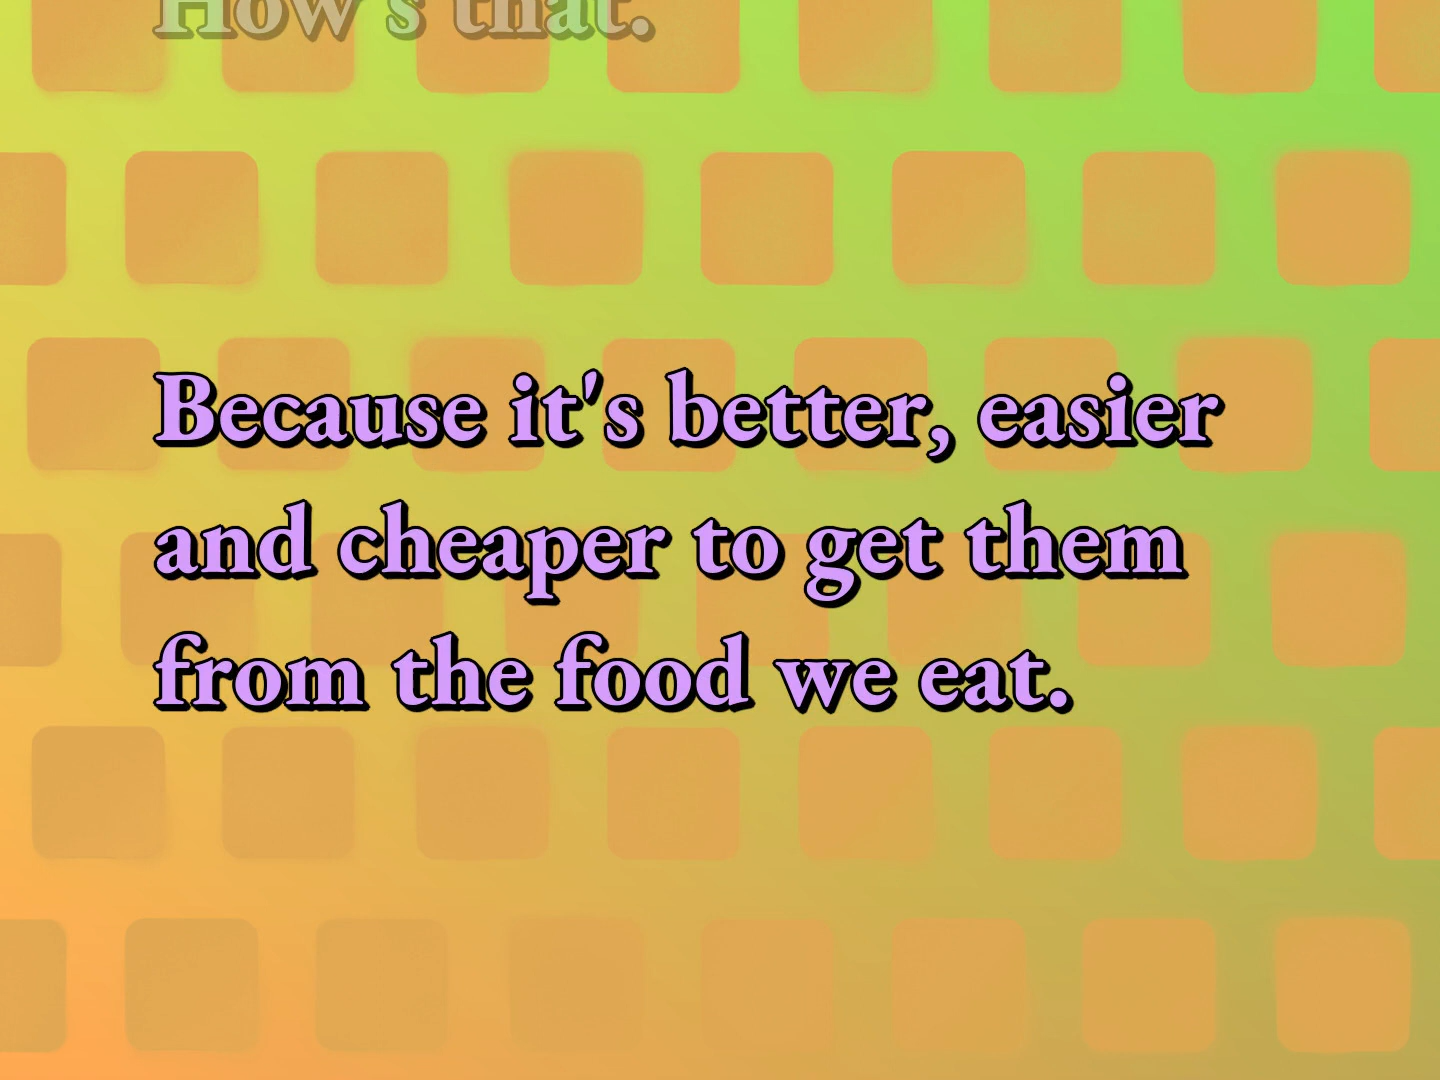 How's that.
Because it's better, easier
and cheaper to get them
from the food we eat.